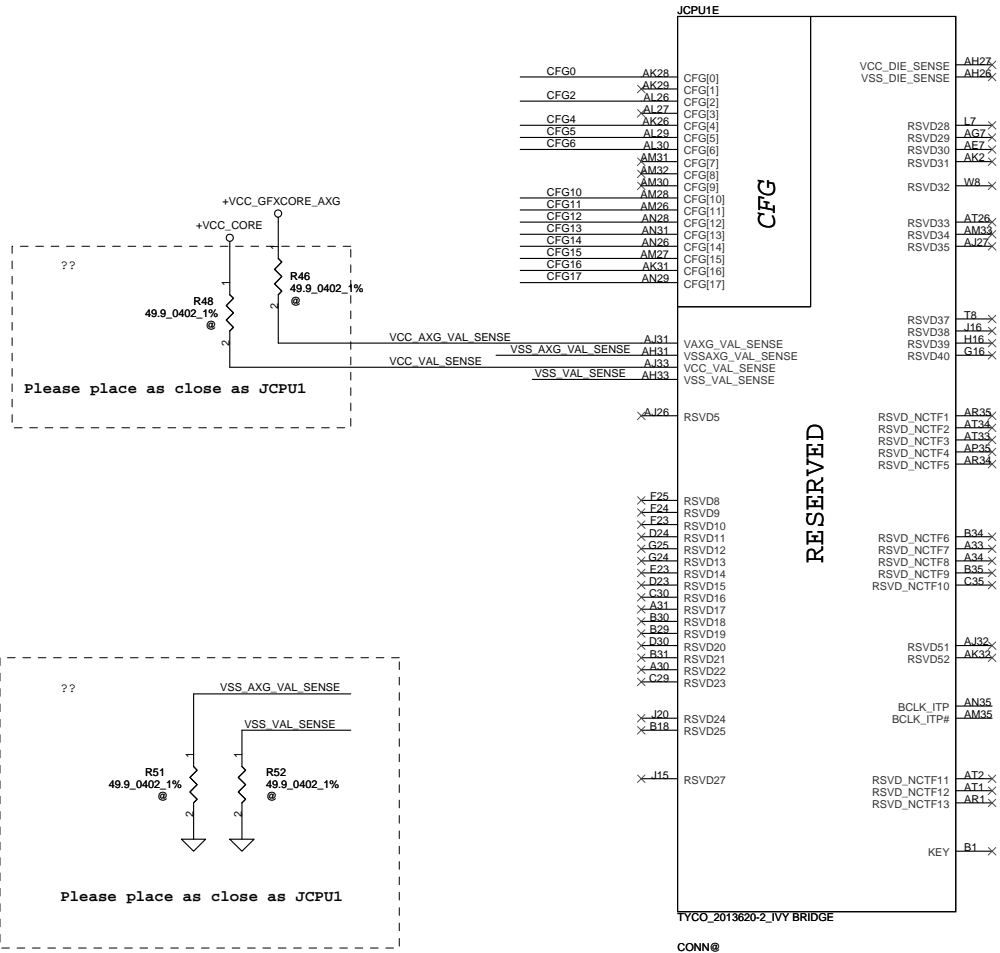 JCPU1E
CFG0 AK28 CFG[0]
AK29 CFG[1]
CFG2 AL26 CFG[2]
AL27 CFG[3]
CFG4 AK26 CFG[4]
CFG5 AL29 CFG[5]
CFG6 AL30 CFG[6]
AM31 CFG[7]
AM32 CFG[8]
AM30 CFG[9]
CFG10 AM28 CFG[10]
CFG11 AM26 CFG[11]
CFG12 AN28 CFG[12]
CFG13 AN31 CFG[13]
CFG14 AN26 CFG[14]
CFG15 AM27 CFG[15]
CFG16 AK31 CFG[16]
CFG17 AN29 CFG[17]
CFG
+VCC_GFXCORE_AXG
+VCC_CORE
??
1
R46
49.9_0402_1%
@
2
1
R48
49.9_0402_1%
@
2
Please place as close as JCPU1
VCC_AXG_VAL_SENSE AJ31 VAXG_VAL_SENSE
VSS_AXG_VAL_SENSE AH31 VSSAXG_VAL_SENSE
VCC_VAL_SENSE AJ33 VCC_VAL_SENSE
VSS_VAL_SENSE AH33 VSS_VAL_SENSE
AJ26 RSVD5
F25 RSVD8
F24 RSVD9
F23 RSVD10
D24 RSVD11
G25 RSVD12
G24 RSVD13
E23 RSVD14
D23 RSVD15
C30 RSVD16
A31 RSVD17
B30 RSVD18
B29 RSVD19
D30 RSVD20
B31 RSVD21
A30 RSVD22
C29 RSVD23
J20 RSVD24
B18 RSVD25
J15 RSVD27
RESERVED
VCC_DIE_SENSE AH27
VSS_DIE_SENSE AH26
RSVD28 L7
RSVD29 AG7
RSVD30 AE7
RSVD31 AK2
RSVD32 W8
RSVD33 AT26
RSVD34 AM33
RSVD35 AJ27
RSVD37 T8
RSVD38 J16
RSVD39 H16
RSVD40 G16
RSVD_NCTF1 AR35
RSVD_NCTF2 AT34
RSVD_NCTF3 AT33
RSVD_NCTF4 AP35
RSVD_NCTF5 AR34
RSVD_NCTF6 B34
RSVD_NCTF7 A33
RSVD_NCTF8 A34
RSVD_NCTF9 B35
RSVD_NCTF10 C35
RSVD51 AJ32
RSVD52 AK32
BCLK_ITP AN35
BCLK_ITP# AM35
RSVD_NCTF11 AT2
RSVD_NCTF12 AT1
RSVD_NCTF13 AR1
KEY B1
TYCO_2013620-2_IVY BRIDGE
CONN@
??
VSS_AXG_VAL_SENSE
VSS_VAL_SENSE
1
R51
49.9_0402_1%
@
2
1
R52
49.9_0402_1%
@
2
Please place as close as JCPU1